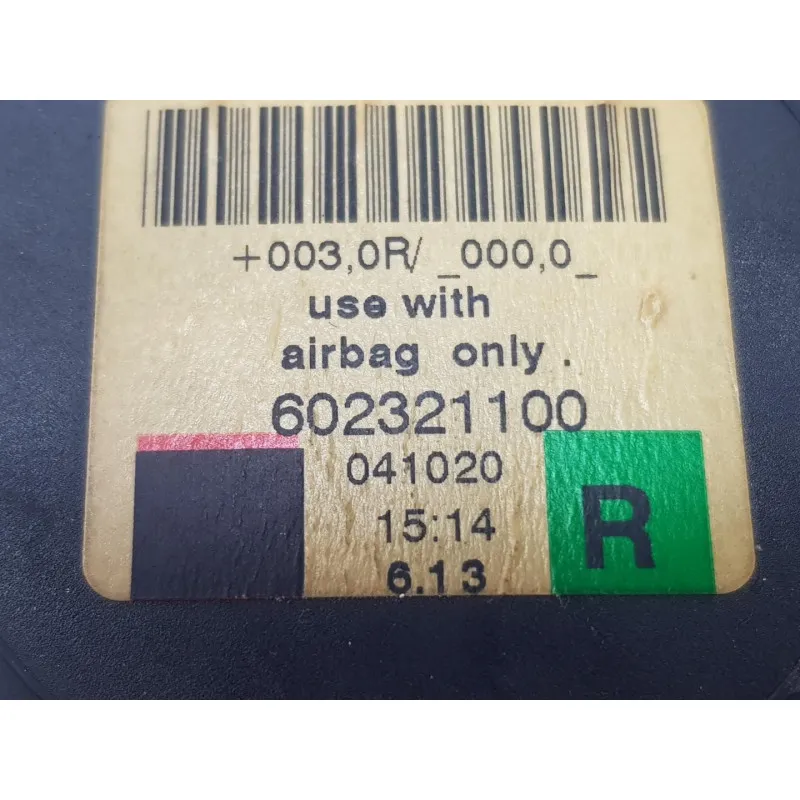 +003,0R/ _000,0_
use with
airbag only.
602321100
041020
15:14
6.13
R